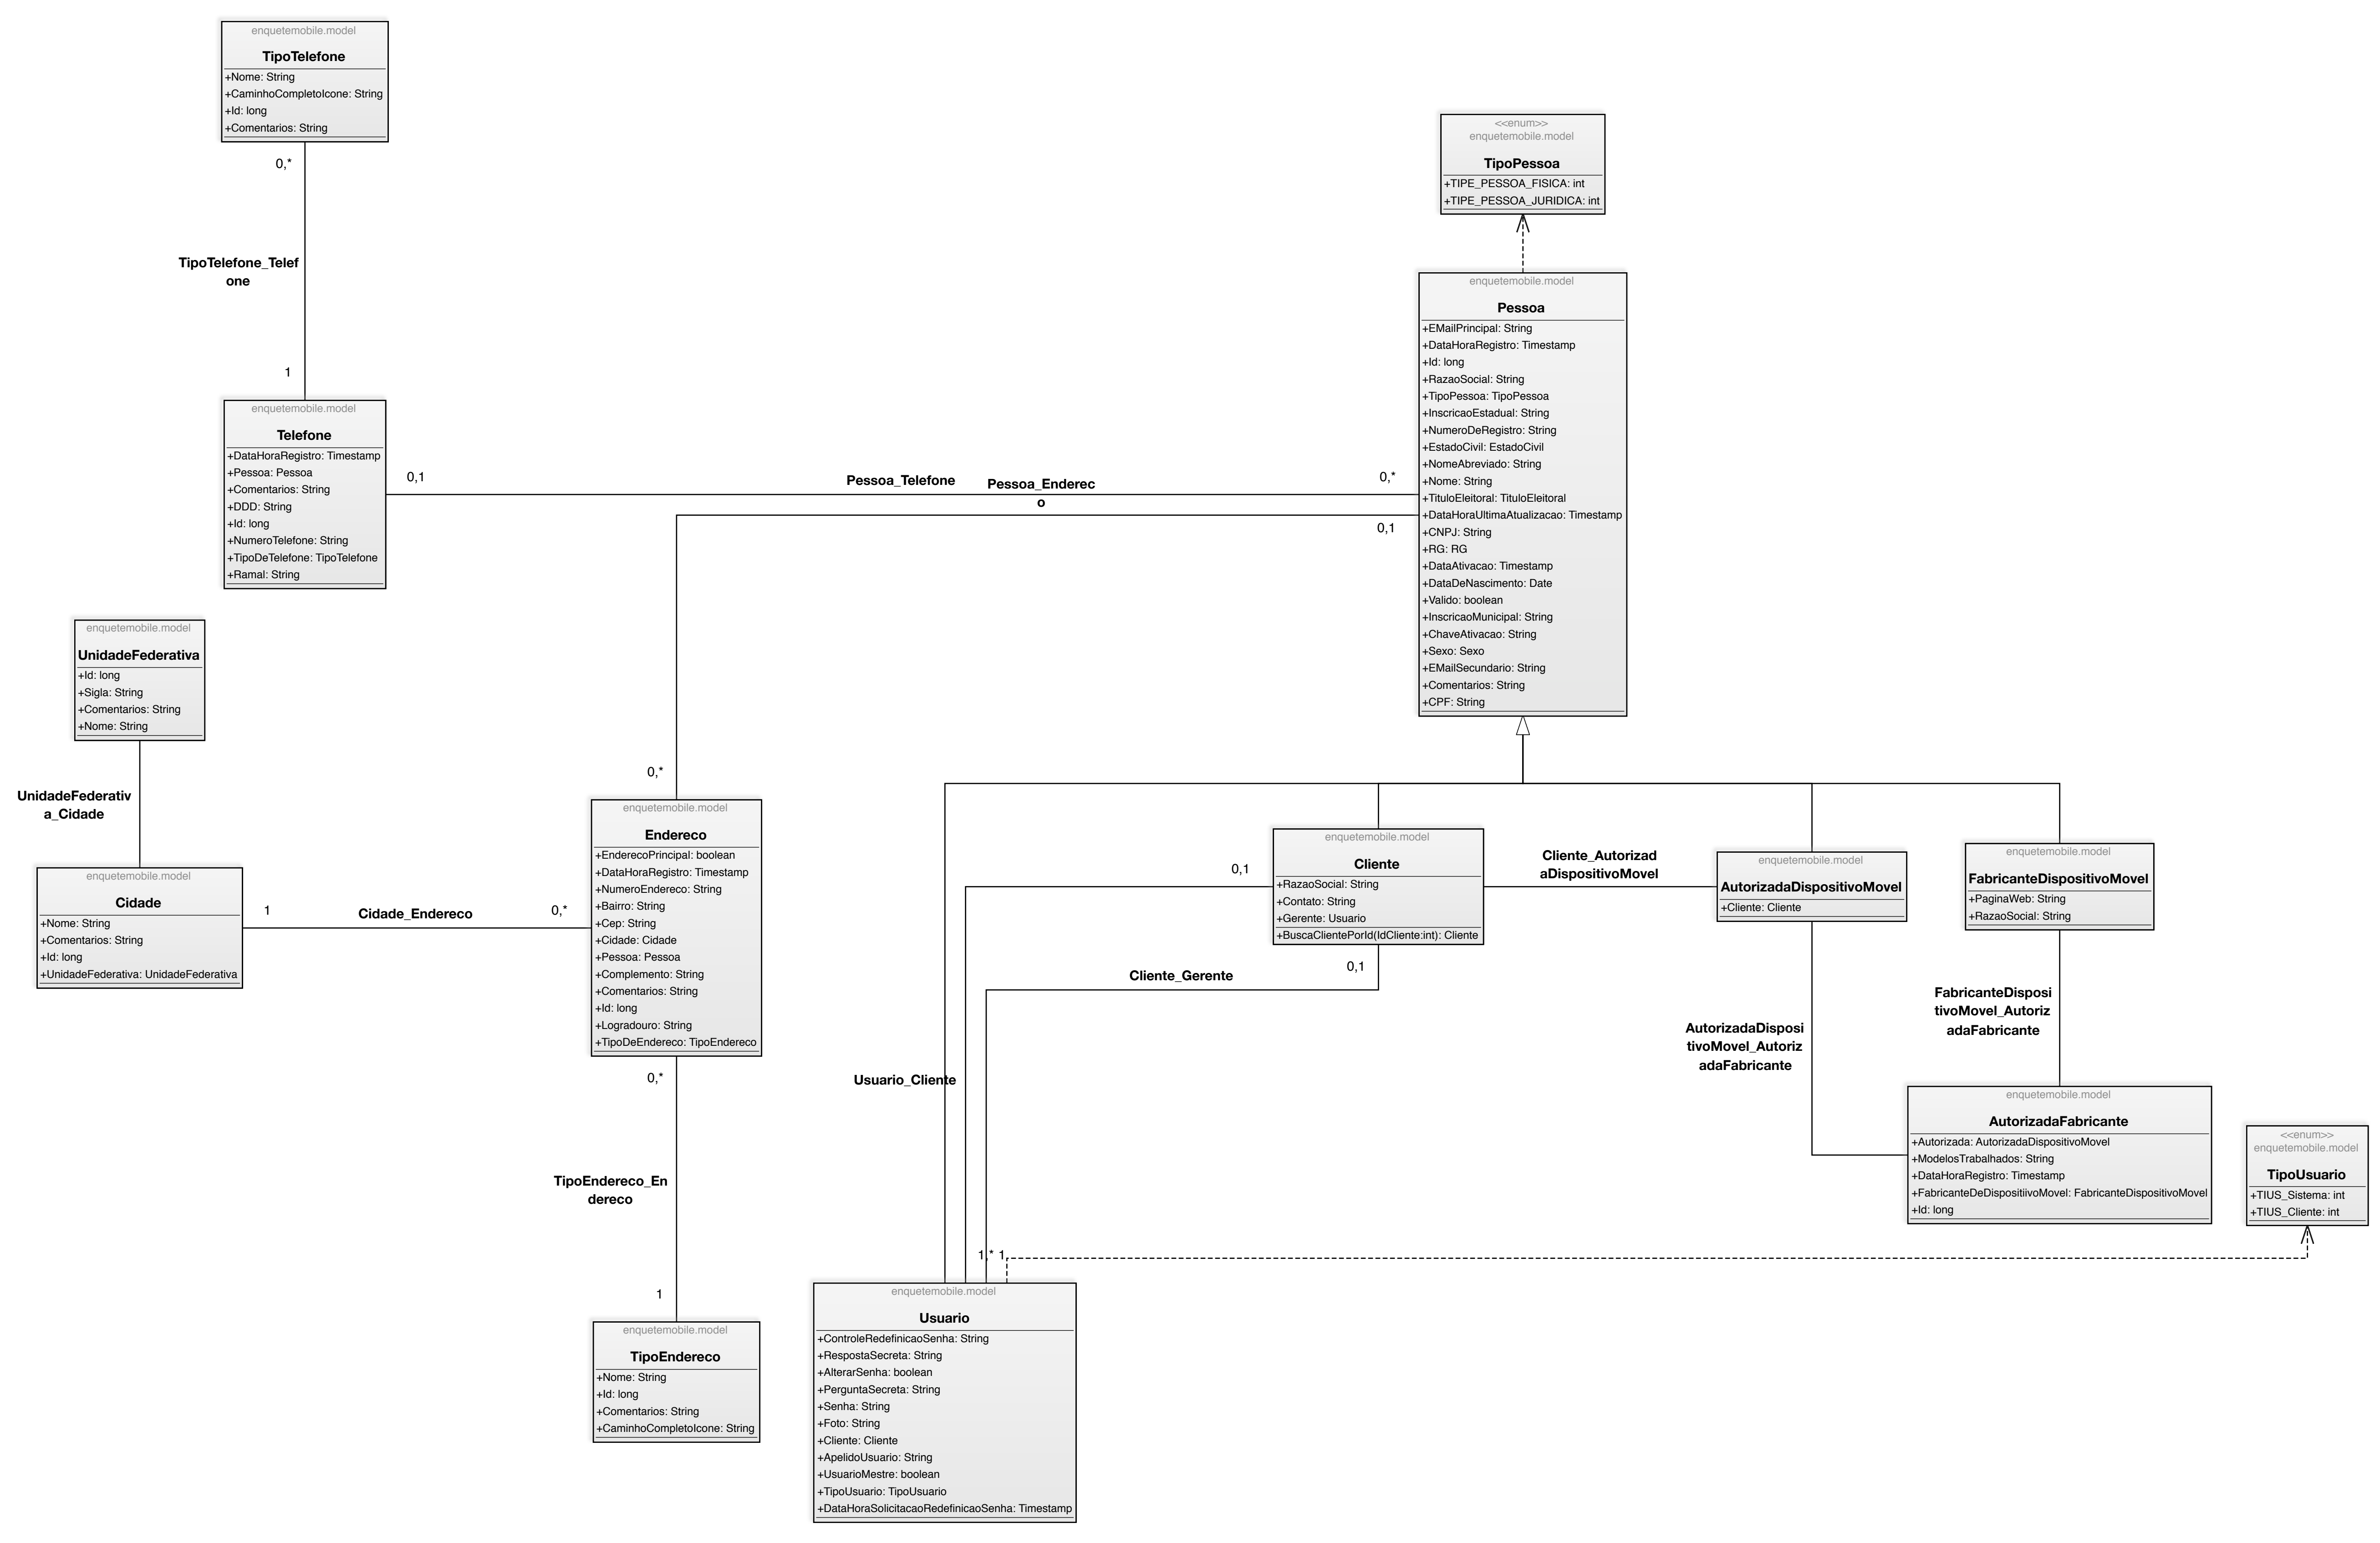 enquetemobile.model
TipoTelefone
+Nome: String
+CaminhoCompletoIcone: String
+Id: long
+Comentarios: String
0,*
TipoTelefone_Telef
one
1
enquetemobile.model
Telefone
+DataHoraRegistro: Timestamp
+Pessoa: Pessoa
+Comentarios: String
+DDD: String
+Id: long
+NumeroTelefone: String
+TipoDeTelefone: TipoTelefone
+Ramal: String
0,1
Pessoa_Telefone
0,*
Pessoa_Enderec
o
0,1
0,*
<<enum>>
enquetemobile.model
TipoPessoa
+TIPE_PESSOA_FISICA: int
+TIPE_PESSOA_JURIDICA: int
enquetemobile.model
Pessoa
+EMailPrincipal: String
+DataHoraRegistro: Timestamp
+Id: long
+RazaoSocial: String
+TipoPessoa: TipoPessoa
+InscricaoEstadual: String
+NumeroDeRegistro: String
+EstadoCivil: EstadoCivil
+NomeAbreviado: String
+Nome: String
+TituloEleitoral: TituloEleitoral
+DataHoraUltimaAtualizacao: Timestamp
+CNPJ: String
+RG: RG
+DataAtivacao: Timestamp
+DataDeNascimento: Date
+Valido: boolean
+InscricaoMunicipal: String
+ChaveAtivacao: String
+Sexo: Sexo
+EMailSecundario: String
+Comentarios: String
+CPF: String
enquetemobile.model
UnidadeFederativa
+Id: long
+Sigla: String
+Comentarios: String
+Nome: String
UnidadeFederativ
a_Cidade
enquetemobile.model
Cidade
+Nome: String
+Comentarios: String
+Id: long
+UnidadeFederativa: UnidadeFederativa
1
Cidade_Endereco
0,*
enquetemobile.model
Endereco
+EnderecoPrincipal: boolean
+DataHoraRegistro: Timestamp
+NumeroEndereco: String
+Bairro: String
+Cep: String
+Cidade: Cidade
+Pessoa: Pessoa
+Complemento: String
+Comentarios: String
+Id: long
+Logradouro: String
+TipoDeEndereco: TipoEndereco
0,*
TipoEndereco_En
dereco
1
enquetemobile.model
TipoEndereco
+Nome: String
+Id: long
+Comentarios: String
+CaminhoCompletoIcone: String
enquetemobile.model
Cliente
+RazaoSocial: String
+Contato: String
+Gerente: Usuario
+BuscaClientePorId(IdCliente:int): Cliente
0,1
0,1
Cliente_Gerente
Usuario_Cliente
Cliente_Autorizad
aDispositivoMovel
enquetemobile.model
AutorizadaDispositivoMovel
+Cliente: Cliente
enquetemobile.model
FabricanteDispositivoMovel
+PaginaWeb: String
+RazaoSocial: String
FabricanteDisposi
tivoMovel_Autoriz
adaFabricante
AutorizadaDisposi
tivoMovel_Autoriz
adaFabricante
enquetemobile.model
AutorizadaFabricante
+Autorizada: AutorizadaDispositivoMovel
+ModelosTrabalhados: String
+DataHoraRegistro: Timestamp
+FabricanteDeDispositiivoMovel: FabricanteDispositivoMovel
+Id: long
<<enum>>
enquetemobile.model
TipoUsuario
+TIUS_Sistema: int
+TIUS_Cliente: int
1,* 1
enquetemobile.model
Usuario
+ControleRedefinicaoSenha: String
+RespostaSecreta: String
+AlterarSenha: boolean
+PerguntaSecreta: String
+Senha: String
+Foto: String
+Cliente: Cliente
+ApelidoUsuario: String
+UsuarioMestre: boolean
+TipoUsuario: TipoUsuario
+DataHoraSolicitacaoRedefinicaoSenha: Timestamp